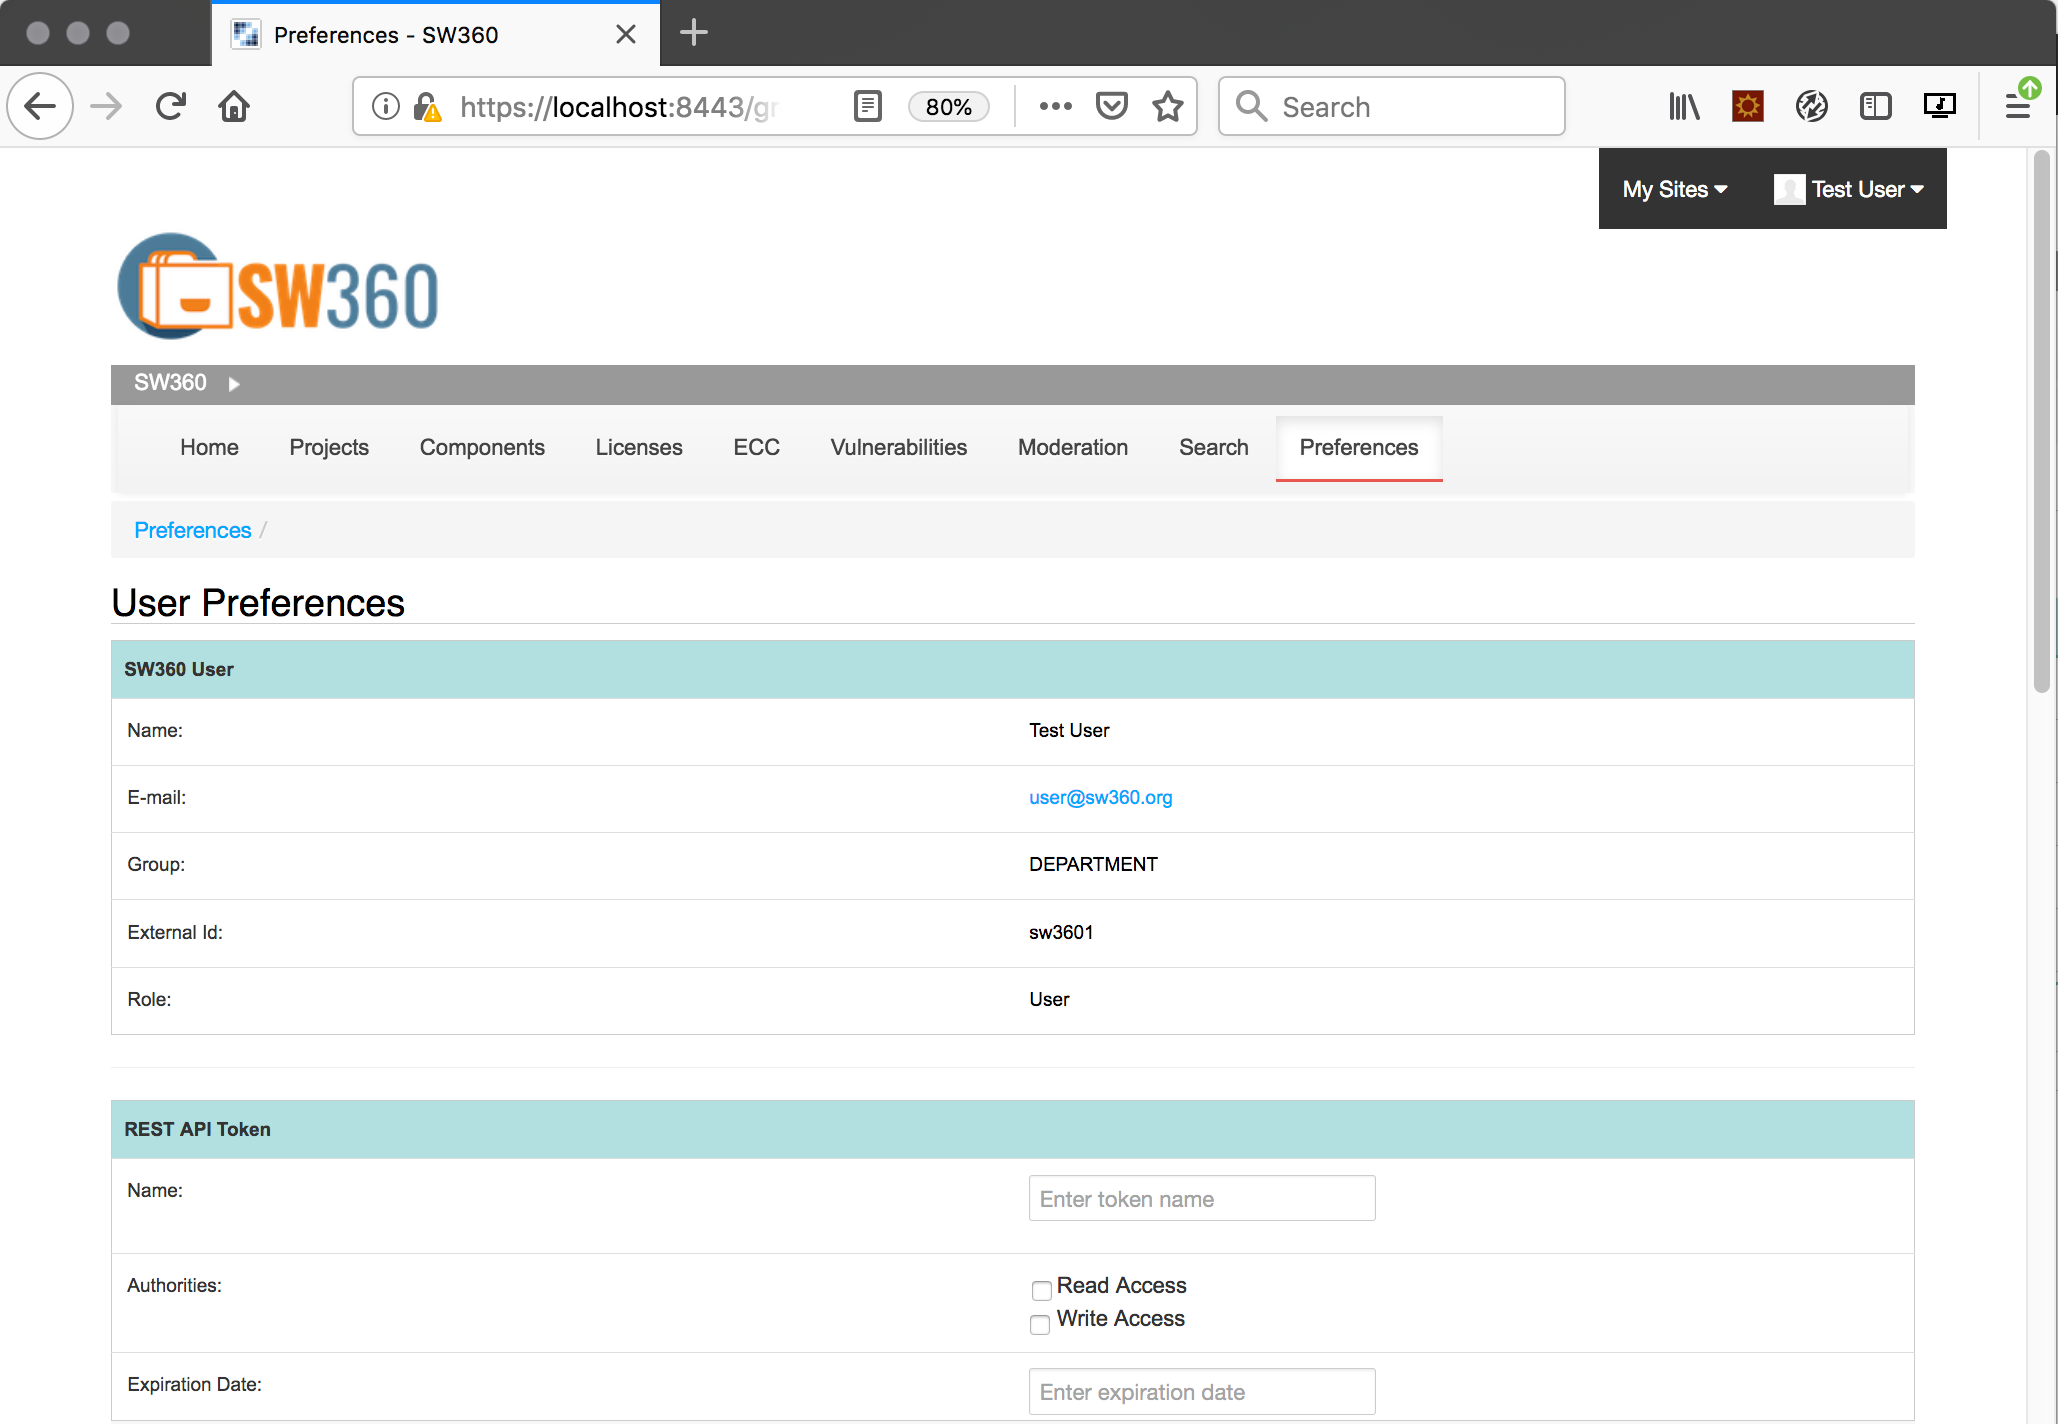 Preferences - SW360
https://localhost:8443/gr
80%
Search
My Sites
Test User
SW360
SW360
Home
Projects
Components
Licenses
ECC
Vulnerabilities
Moderation
Search
Preferences
Preferences /
User Preferences
SW360 User
Name:
Test User
E-mail:
user@sw360.org
Group:
DEPARTMENT
External Id:
sw3601
Role:
User
REST API Token
Name:
Enter token name
Authorities:
Read Access
Write Access
Expiration Date:
Enter expiration date